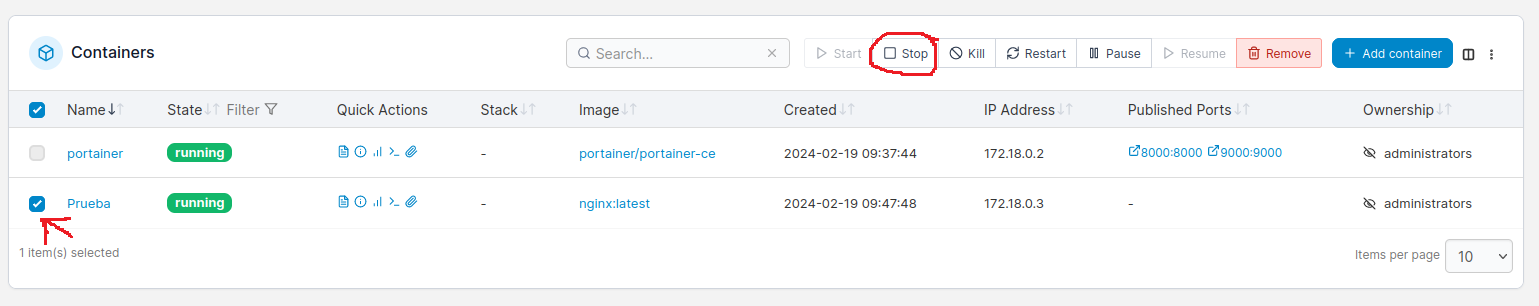 Containers Search... Start Stop Kill Restart Pause Resume Remove + Add container
Name State Filter Quick Actions Stack Image Created IP Address Published Ports Ownership
portainer running - portainer/portainer-ce 2024-02-19 09:37:44 172.18.0.2 8000:8000 9000:9000 administrators
Prueba running - nginx:latest 2024-02-19 09:47:48 172.18.0.3 - administrators
1 item(s) selected Items per page 10